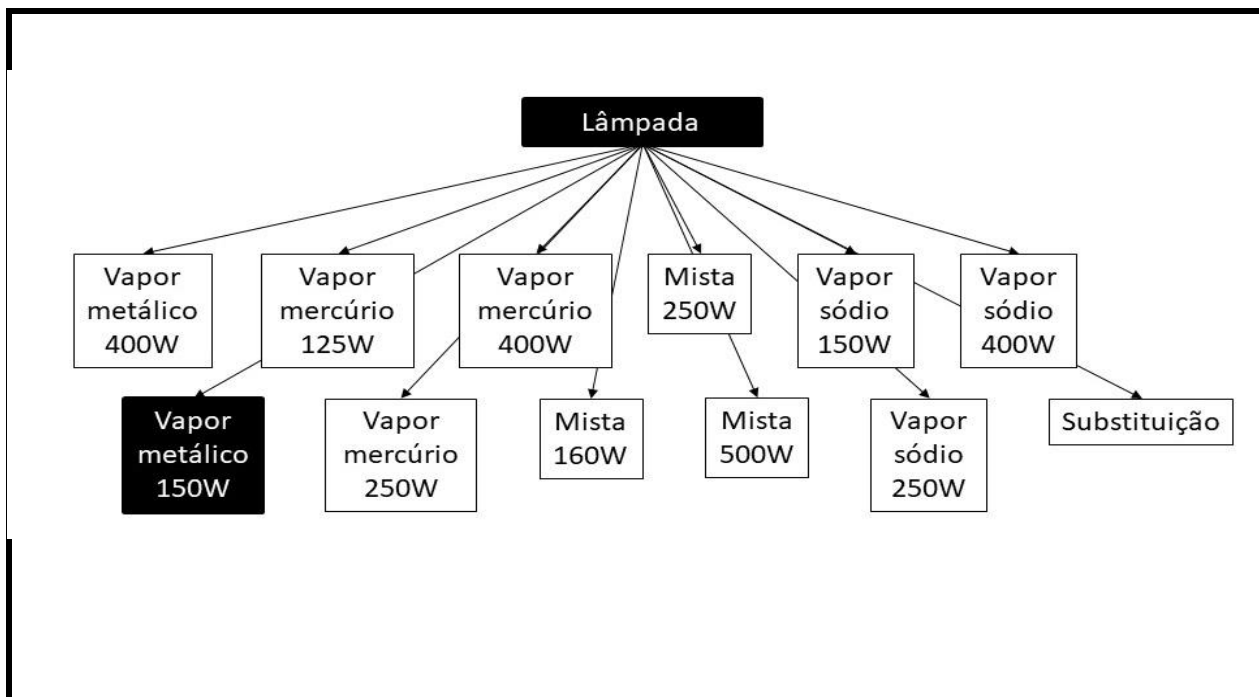 Lâmpada
Vapor
metálico
400W
Vapor
mercúrio
125W
Vapor
mercúrio
400W
Mista
250W
Vapor
sódio
150W
Vapor
sódio
400W
Vapor
metálico
150W
Vapor
mercúrio
250W
Mista
160W
Mista
500W
Vapor
sódio
250W
Substituição